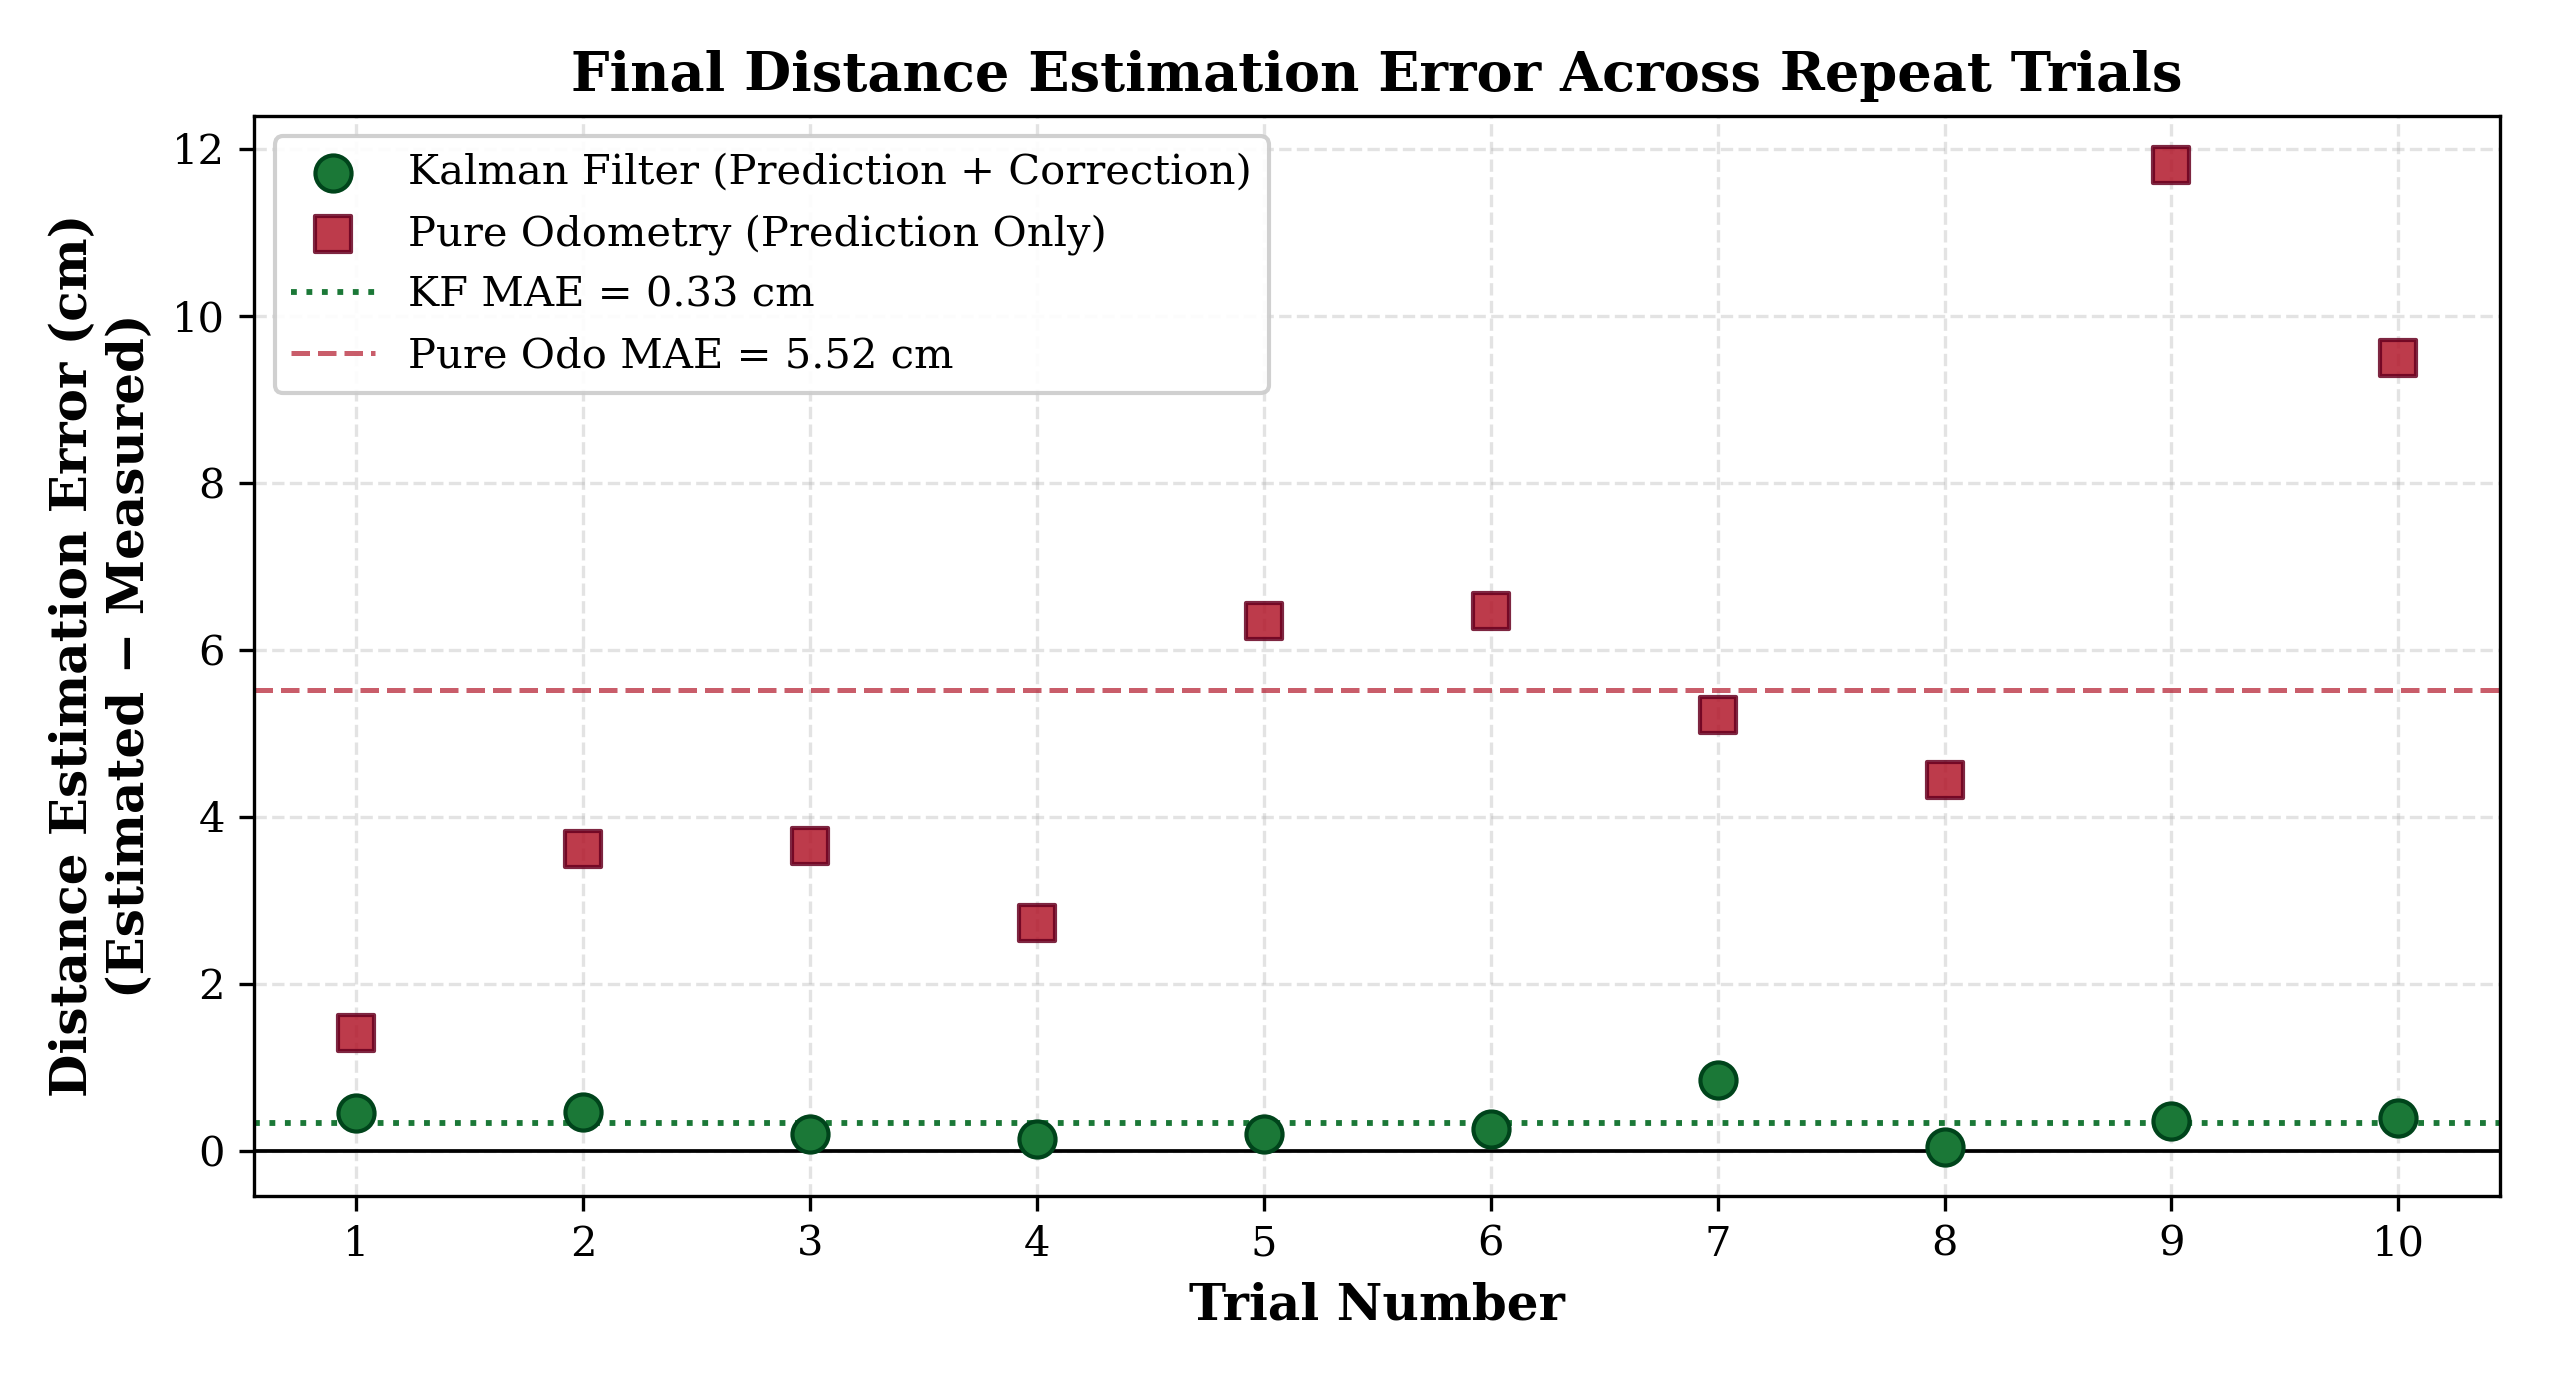 Final Distance Estimation Error Across Repeat Trials
Distance Estimation Error (cm)
(Estimated − Measured)
12
10
8
6
4
2
0
Kalman Filter (Prediction + Correction)
Pure Odometry (Prediction Only)
KF MAE = 0.33 cm
Pure Odo MAE = 5.52 cm
1 2 3 4 5 6 7 8 9 10
Trial Number